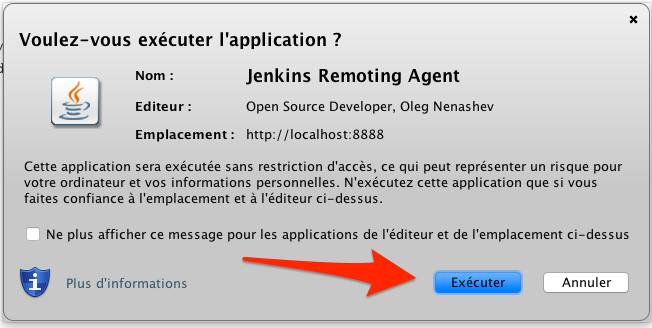 Voulez-vous exécuter l'application ?
Nom : Jenkins Remoting Agent
Editeur : Open Source Developer, Oleg Nenashev
Emplacement : http://localhost:8888
Cette application sera exécutée sans restriction d'accès, ce qui peut représenter un risque pour
votre ordinateur et vos informations personnelles. N'exécutez cette application que si vous
faites confiance à l'emplacement et à l'éditeur ci-dessus.
Ne plus afficher ce message pour les applications de l'éditeur et de l'emplacement ci-dessus
Plus d'informations
Exécuter
Annuler